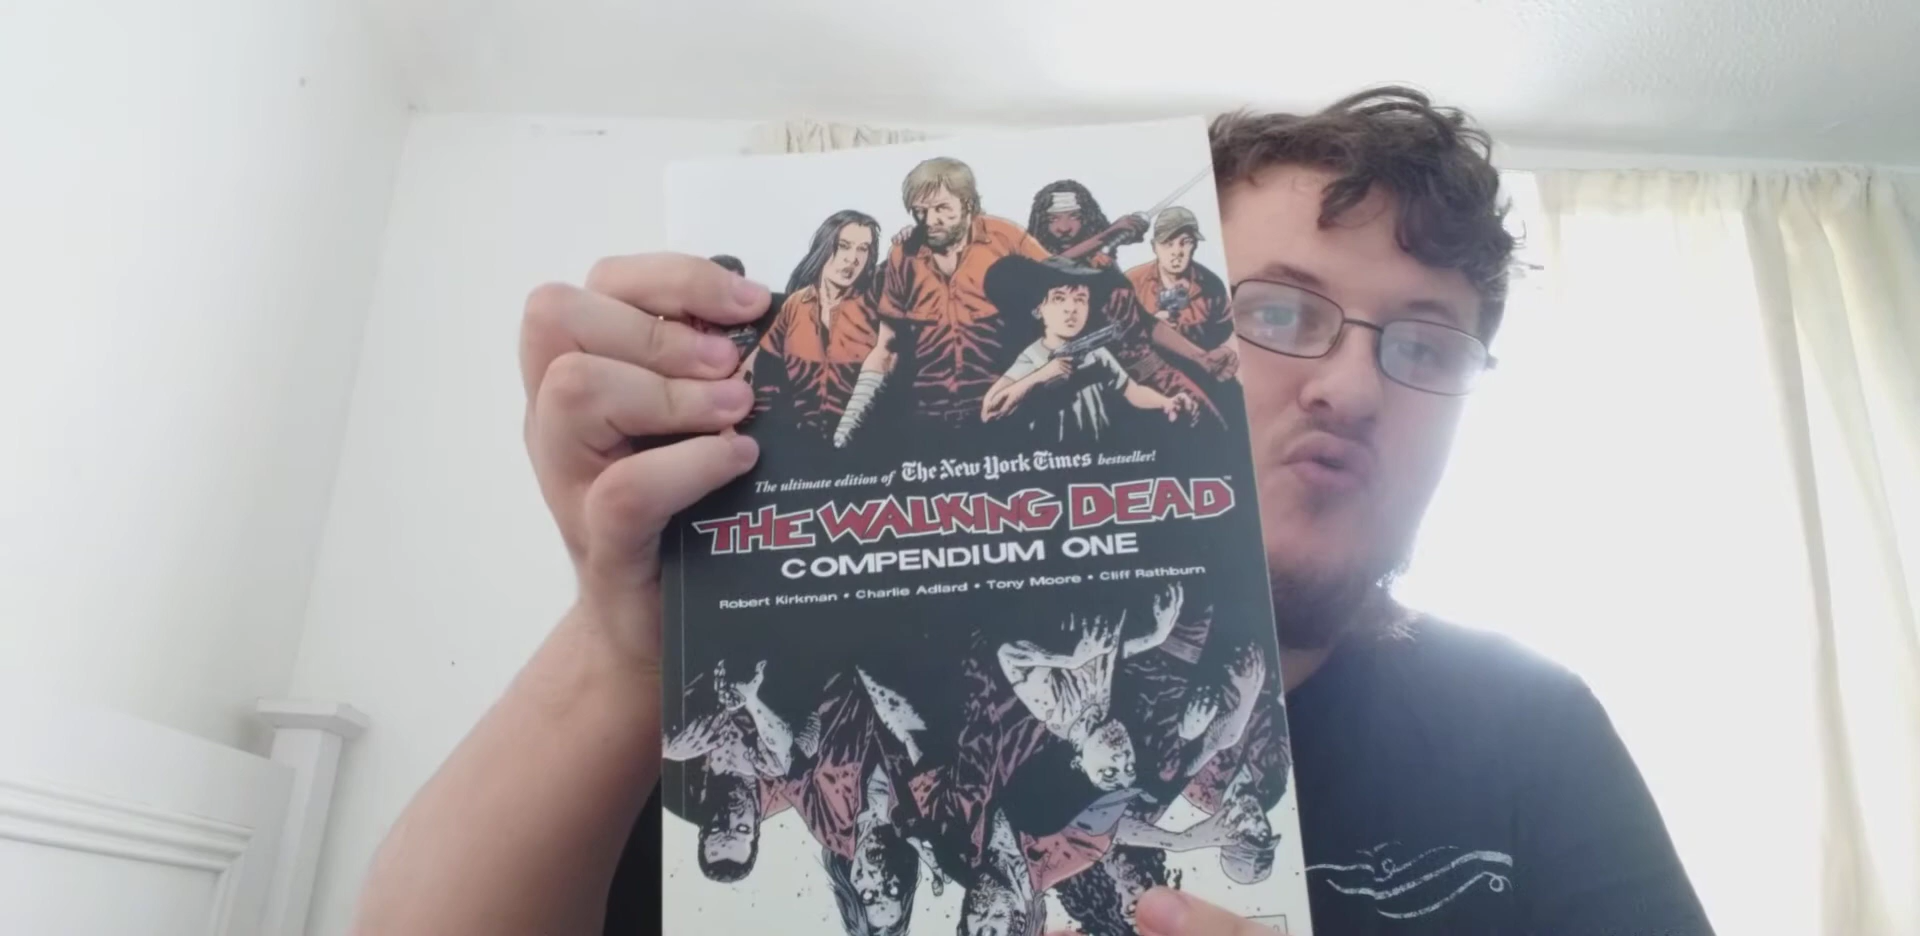 The ultimate edition of The New York Times bestseller!
THE WALKING DEAD™
COMPENDIUM ONE
Robert Kirkman • Charlie Adlard • Tony Moore • Cliff Rathburn